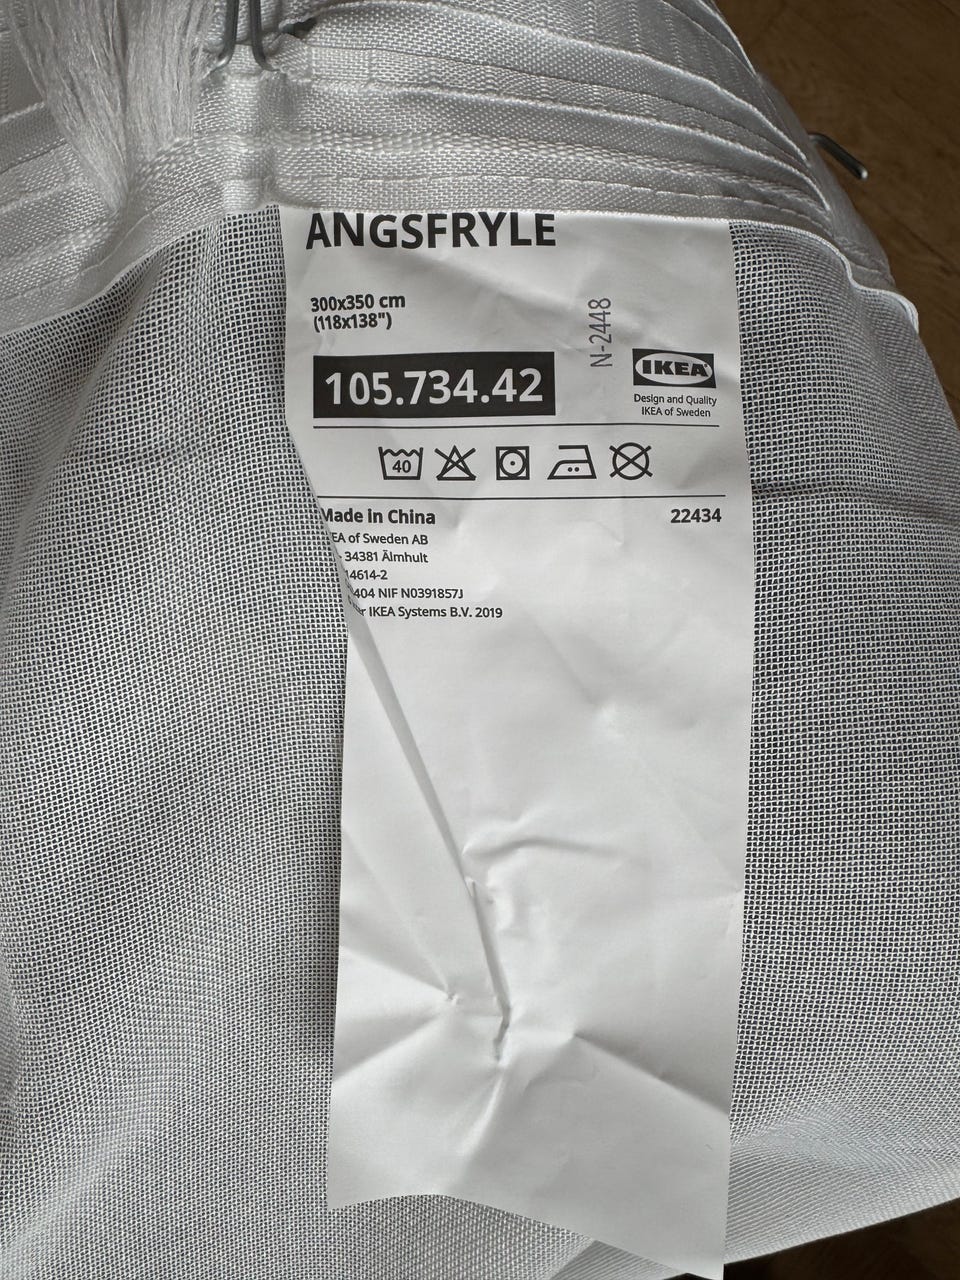 ANGSFRYLE
300x350 cm
(118x138")
N-2448
105.734.42
IKEA
Design and Quality
IKEA of Sweden
40
Made in China 22434
EA of Sweden AB
34381 Älmhult
14614-2
404 NIF N0391857J
r IKEA Systems B.V. 2019